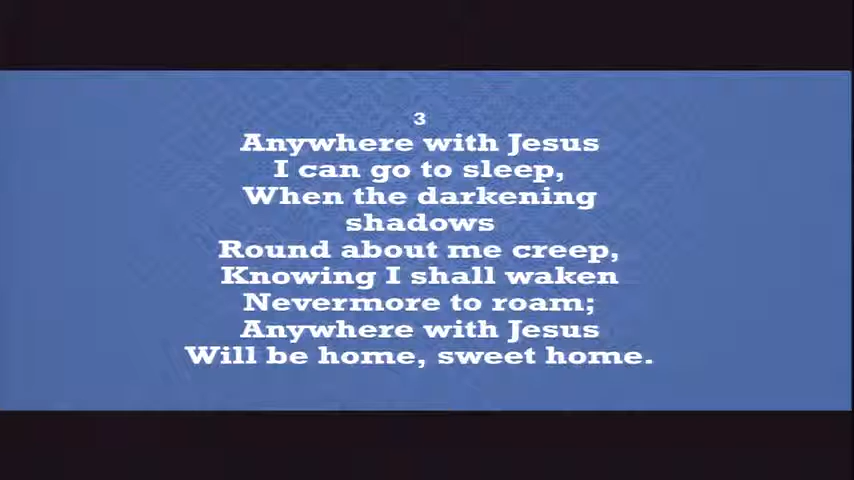 3
Anywhere with Jesus
I can go to sleep,
When the darkening
shadows
Round about me creep,
Knowing I shall waken
Nevermore to roam;
Anywhere with Jesus
Will be home, sweet home.